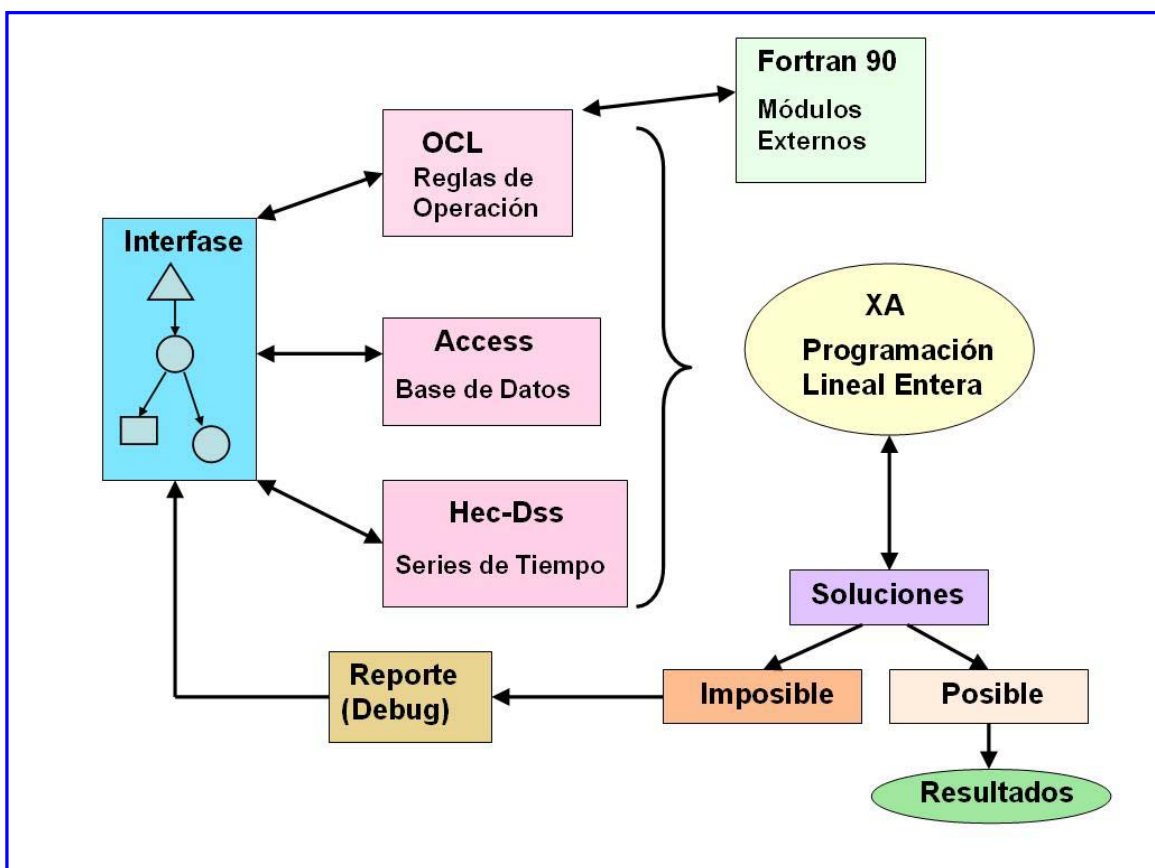 Fortran 90
Módulos
Externos
OCL
Reglas de
Operación
Interfase
Access
Base de Datos
Hec-Dss
Series de Tiempo
XA
Programación
Lineal Entera
Soluciones
Imposible
Posible
Reporte
(Debug)
Resultados